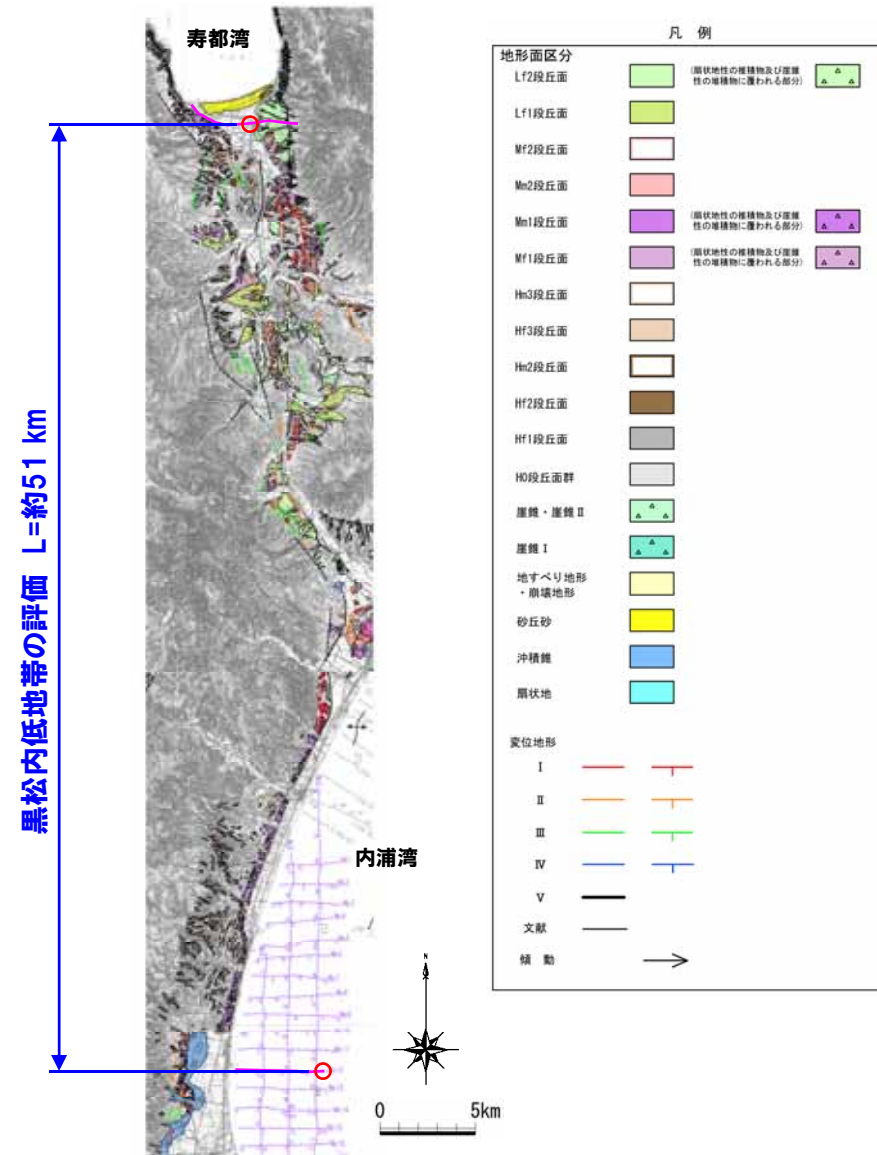 寿都湾
黒松内低地帯の評価 L=約51 km
内浦湾
N
0 5km
凡 例
地形面区分
Lf2段丘面 (扇状地性の堆積物及び崖錐
性の堆積物に覆われる部分)
Lf1段丘面
Mf2段丘面
Mm2段丘面
Mm1段丘面 (扇状地性の堆積物及び崖錐
性の堆積物に覆われる部分)
Mf1段丘面 (扇状地性の堆積物及び崖錐
性の堆積物に覆われる部分)
Hm3段丘面
Hf3段丘面
Hm2段丘面
Hf2段丘面
Hf1段丘面
H0段丘面群
崖錐・崖錐Ⅱ
崖錐Ⅰ
地すべり地形
・崩壊地形
砂丘砂
沖積錐
扇状地
変位地形
Ⅰ
Ⅱ
Ⅲ
Ⅳ
Ⅴ
文献
傾 動